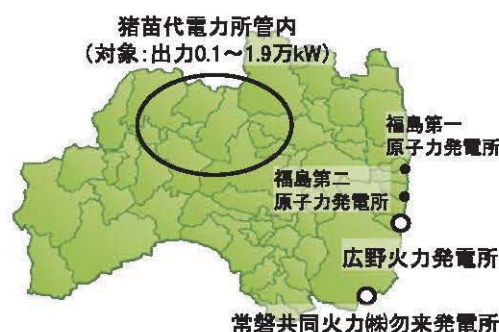 猪苗代電力所管内
（対象：出力0.1～1.9万kW）
福島第一
原子力発電所
福島第二
原子力発電所
広野火力発電所
常磐共同火力㈱勿来発電所